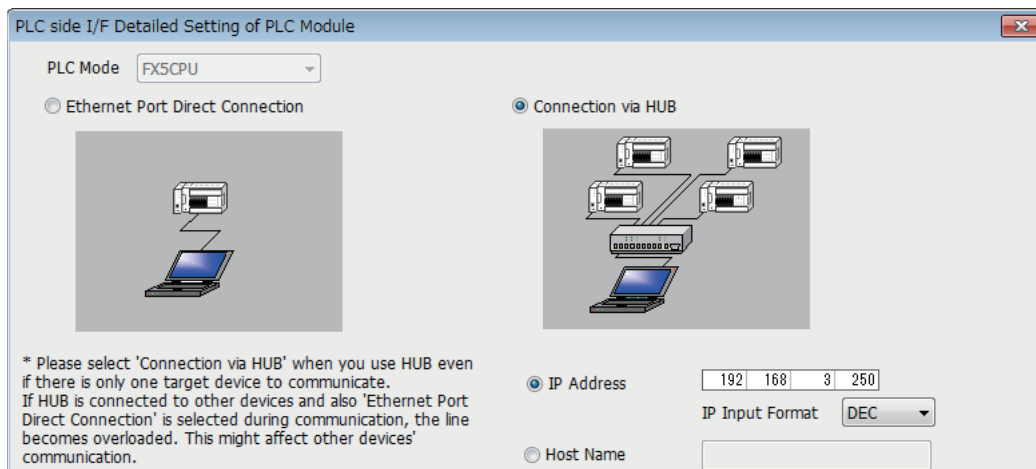 PLC side I/F Detailed Setting of PLC Module
PLC Mode FX5CPU
Ethernet Port Direct Connection
Connection via HUB
* Please select 'Connection via HUB' when you use HUB even
if there is only one target device to communicate.
If HUB is connected to other devices and also 'Ethernet Port
Direct Connection' is selected during communication, the line
becomes overloaded. This might affect other devices'
communication.
IP Address 192 168 3 250
IP Input Format DEC
Host Name